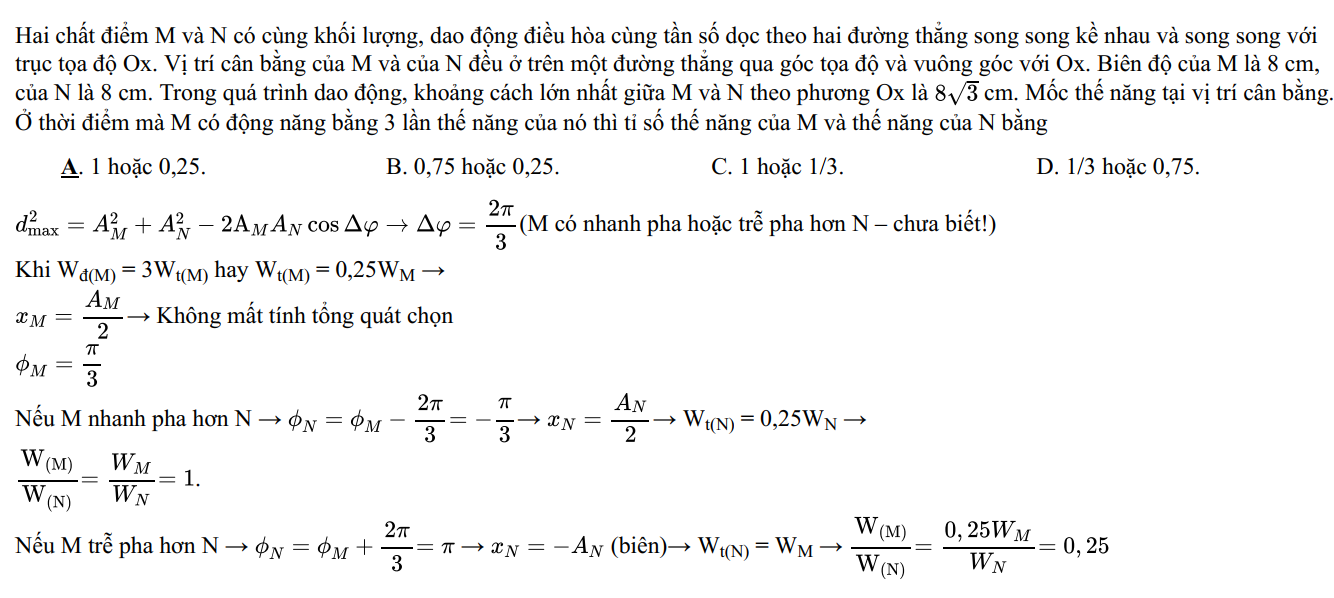 Hai chất điểm M và N có cùng khối lượng, dao động điều hòa cùng tần số dọc theo hai đường thẳng song song kề nhau và song song với
trục tọa độ Ox. Vị trí cân bằng của M và của N đều ở trên một đường thẳng qua góc tọa độ và vuông góc với Ox. Biên độ của M là 8 cm,
của N là 8 cm. Trong quá trình dao động, khoảng cách lớn nhất giữa M và N theo phương Ox là $8\sqrt{3}$ cm. Mốc thế năng tại vị trí cân bằng.
Ở thời điểm mà M có động năng bằng 3 lần thế năng của nó thì tỉ số thế năng của M và thế năng của N bằng
A. 1 hoặc 0,25. B. 0,75 hoặc 0,25. C. 1 hoặc 1/3. D. 1/3 hoặc 0,75.
$d_{\max}^2 = A_M^2 + A_N^2 - 2A_M A_N \cos \Delta\varphi \rightarrow \Delta\varphi = \frac{2\pi}{3}$ (M có nhanh pha hoặc trễ pha hơn N – chưa biết!)
Khi $W_{đ(M)} = 3W_{t(M)}$ hay $W_{t(M)} = 0,25W_M \rightarrow$
$x_M = \frac{A_M}{2} \rightarrow$ Không mất tính tổng quát chọn
$\phi_M = \frac{\pi}{3}$
Nếu M nhanh pha hơn N $\rightarrow \phi_N = \phi_M - \frac{2\pi}{3} = -\frac{\pi}{3} \rightarrow x_N = \frac{A_N}{2} \rightarrow W_{t(N)} = 0,25W_N \rightarrow$
$\frac{W_{(M)}}{W_{(N)}} = \frac{W_M}{W_N} = 1.$
Nếu M trễ pha hơn N $\rightarrow \phi_N = \phi_M + \frac{2\pi}{3} = \pi \rightarrow x_N = -A_N$ (biên)$\rightarrow W_{t(N)} = W_M \rightarrow \frac{W_{(M)}}{W_{(N)}} = \frac{0,25W_M}{W_N} = 0,25$